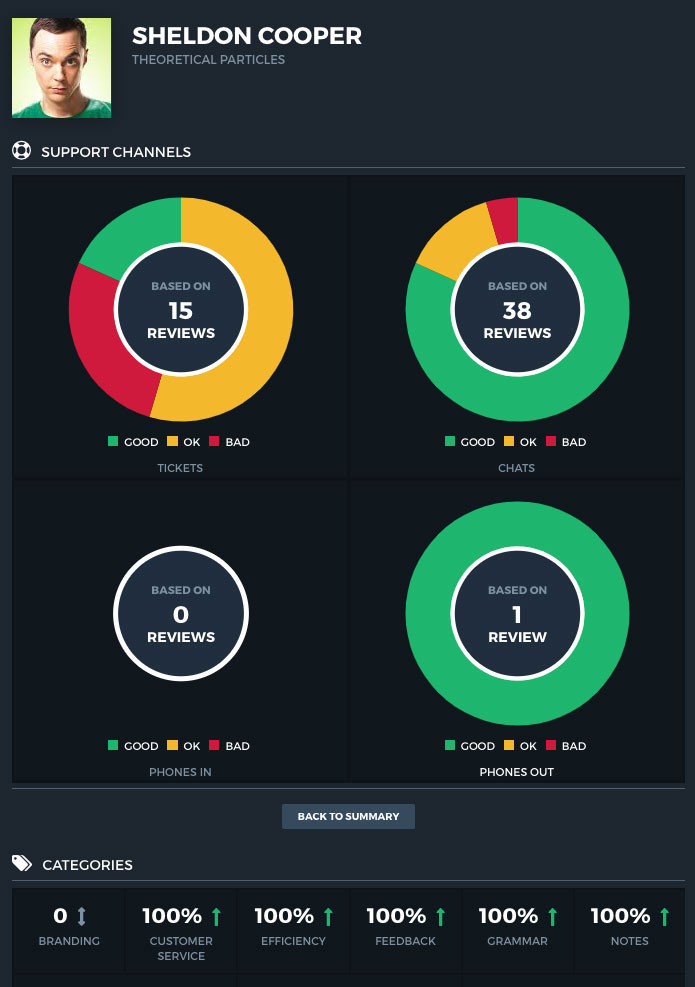 SHELDON COOPER
THEORETICAL PARTICLES
SUPPORT CHANNELS
BASED ON
15
REVIEWS
GOOD OK BAD
TICKETS
BASED ON
38
REVIEWS
GOOD OK BAD
CHATS
BASED ON
0
REVIEWS
GOOD OK BAD
PHONES IN
BASED ON
1
REVIEW
GOOD OK BAD
PHONES OUT
BACK TO SUMMARY
CATEGORIES
0
BRANDING
100%
CUSTOMER
SERVICE
100%
EFFICIENCY
100%
FEEDBACK
100%
GRAMMAR
100%
NOTES